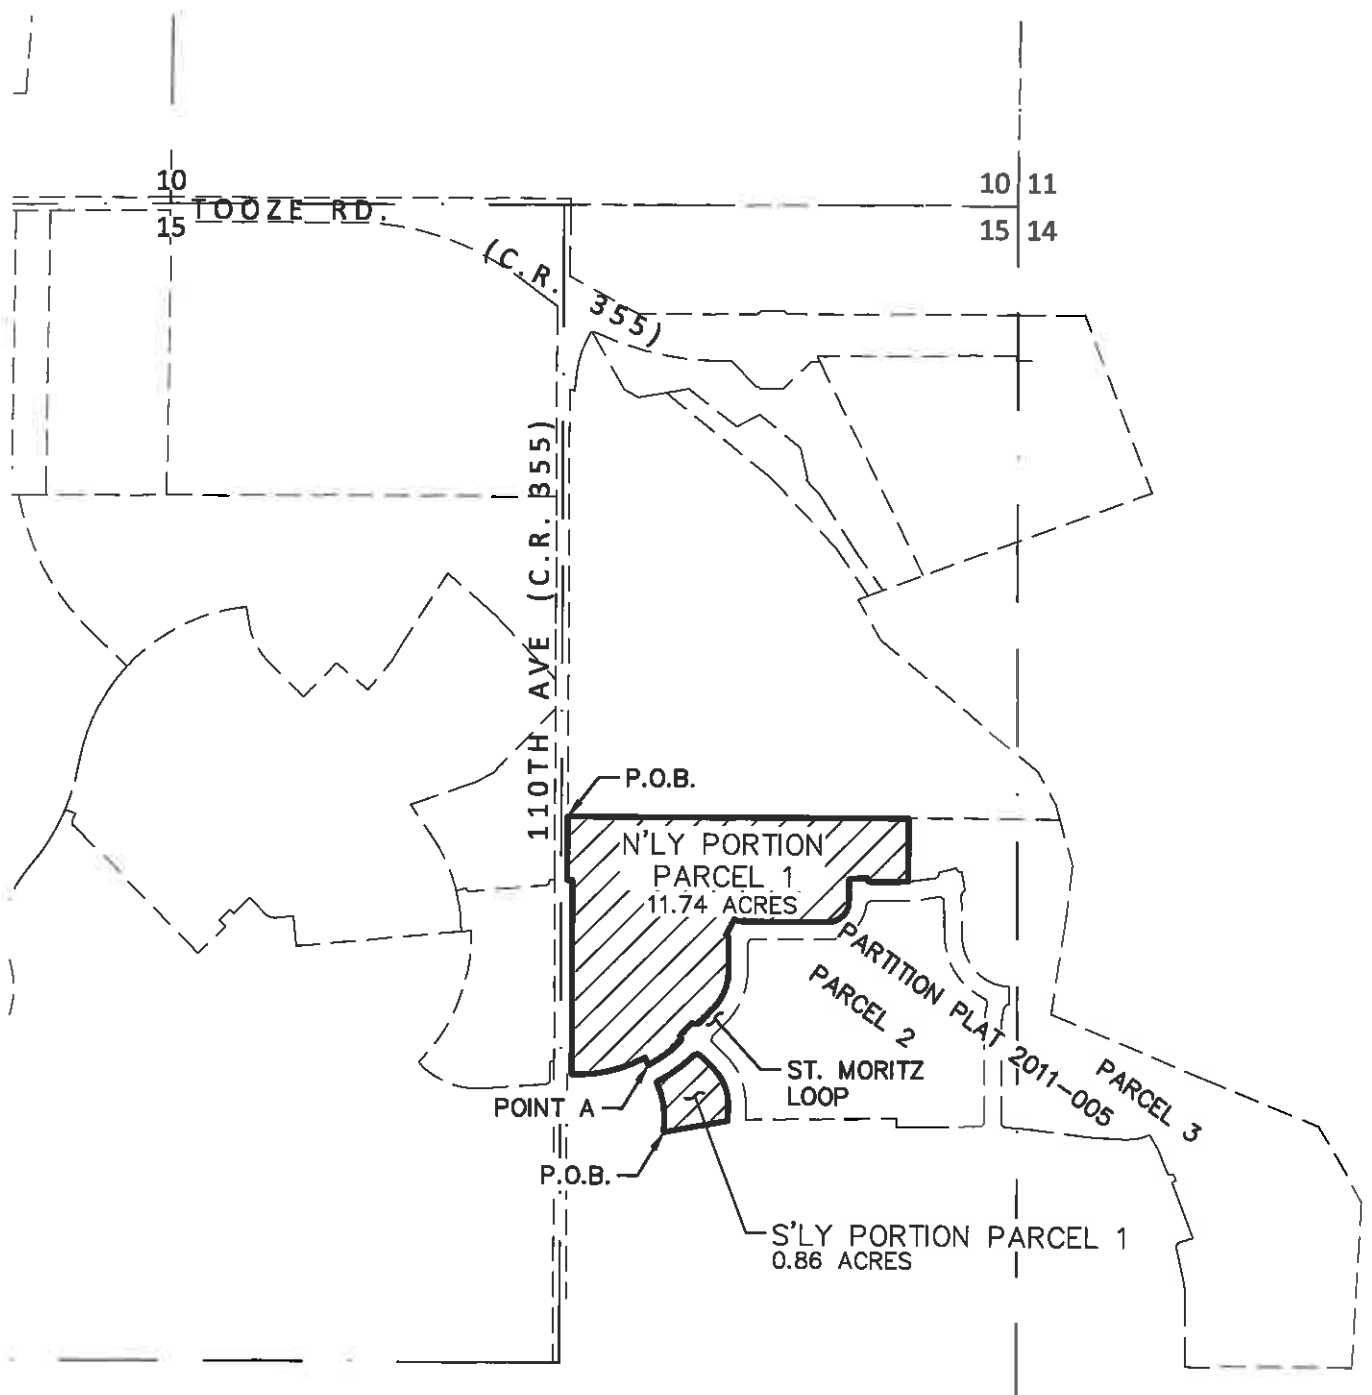 10
10 11
TOOZE RD.
15
15 14
(C.R. 355)
110TH AVE (C.R. 355)
P.O.B.
N'LY PORTION
PARCEL 1
11.74 ACRES
PARTITION PLAT 2011-005
PARCEL 2
PARCEL 3
ST. MORITZ
LOOP
POINT A
P.O.B.
S'LY PORTION PARCEL 1
0.86 ACRES